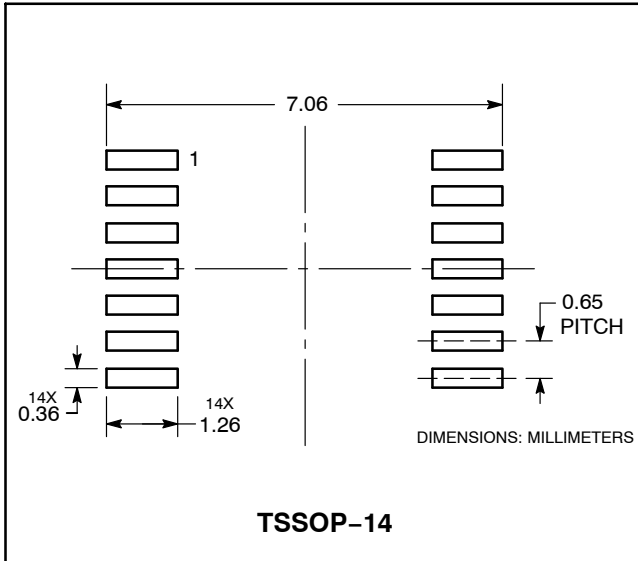 7.06
1
0.65
PITCH
14X
0.36
14X
1.26
DIMENSIONS: MILLIMETERS
TSSOP−14